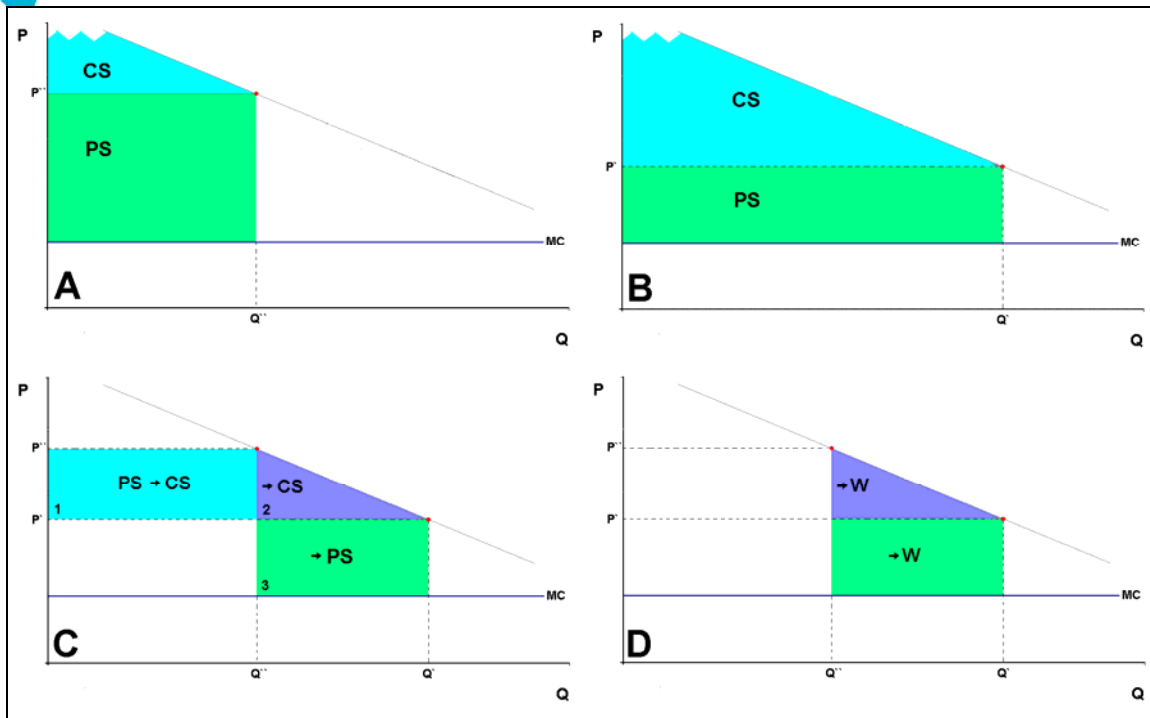 P
CS
P``
PS
MC
A
Q``
Q
P
CS
P`
PS
MC
B
Q`
Q
P
P``
PS → CS
→ CS
1
2
P`
→ PS
3
MC
C
Q``
Q`
Q
P
P``
→ W
P`
→ W
MC
D
Q``
Q`
Q